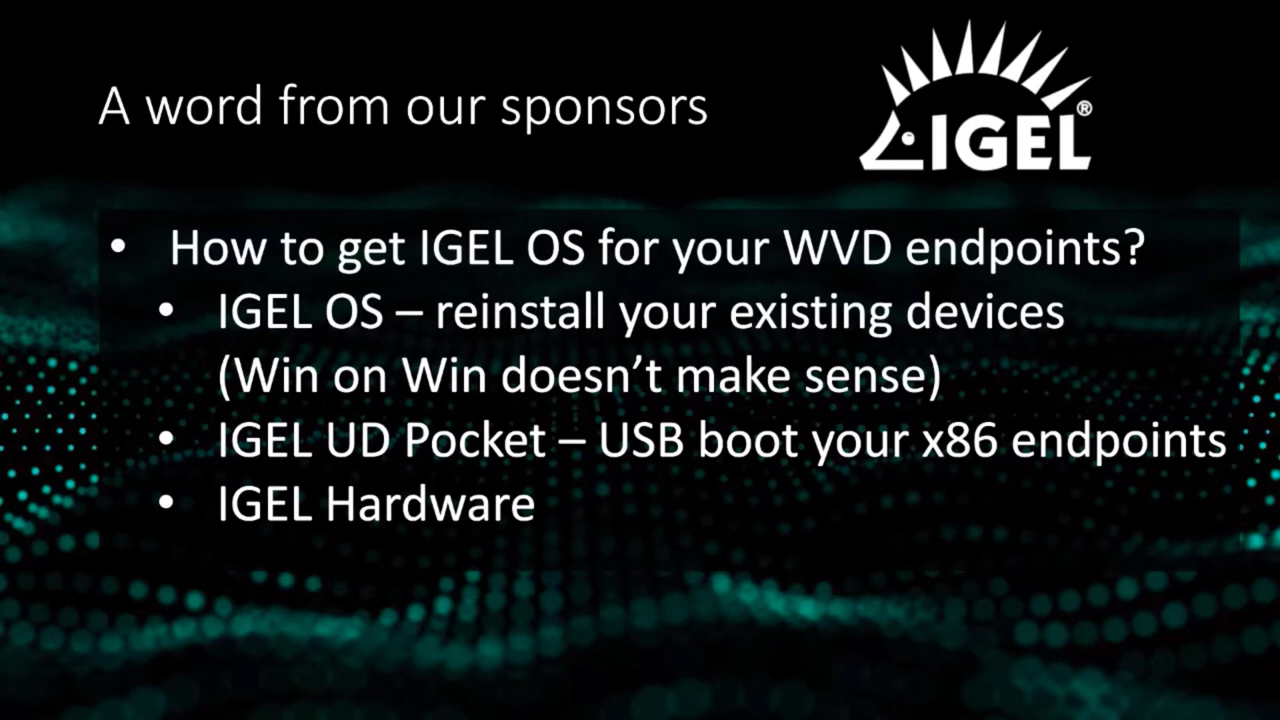 A word from our sponsors
IGEL®
• How to get IGEL OS for your WVD endpoints?
• IGEL OS – reinstall your existing devices
(Win on Win doesn’t make sense)
• IGEL UD Pocket – USB boot your x86 endpoints
• IGEL Hardware